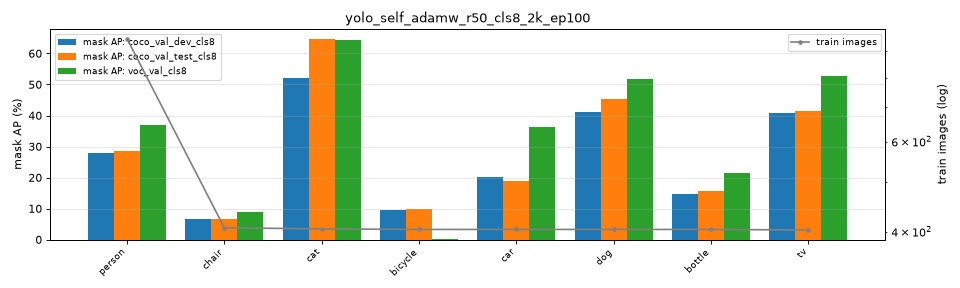 yolo_self_adamw_r50_cls8_2k_ep100
mask AP: coco_val_dev_cls8
mask AP: coco_val_test_cls8
mask AP: voc_val_cls8
train images
mask AP (%)
60
50
40
30
20
10
0
train images (log)
6 × 10²
4 × 10²
person
chair
cat
bicycle
car
dog
bottle
tv